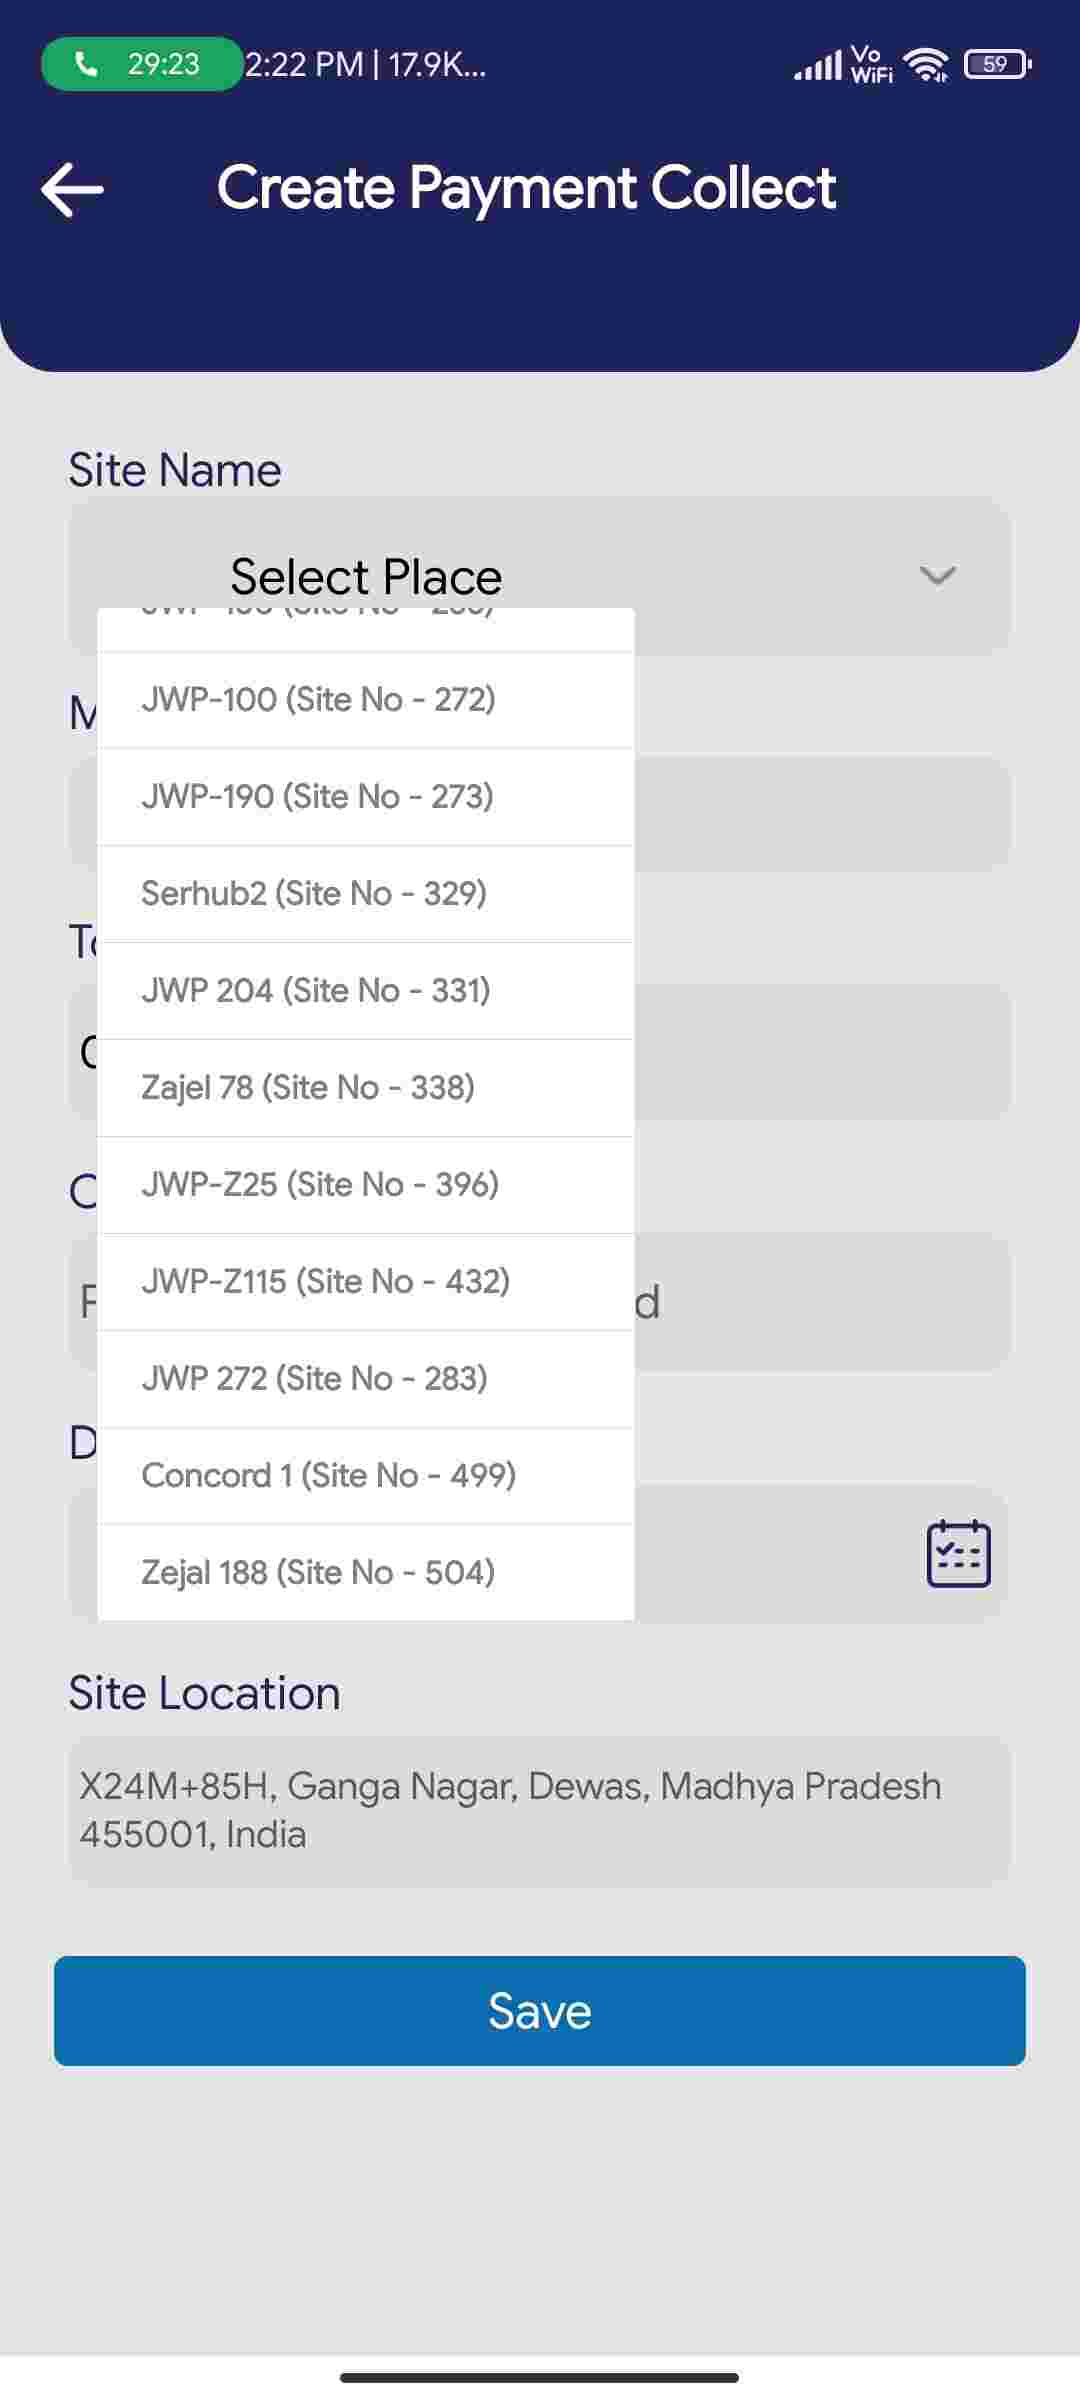 29:23 2:22 PM | 17.9K... Vo WiFi 59
Create Payment Collect
Site Name
Select Place
JWP-100 (Site No - 272)
M
JWP-190 (Site No - 273)
Serhub2 (Site No - 329)
JWP 204 (Site No - 331)
Zajel 78 (Site No - 338)
JWP-Z25 (Site No - 396)
JWP-Z115 (Site No - 432)
d
JWP 272 (Site No - 283)
D
Concord 1 (Site No - 499)
Zejal 188 (Site No - 504)
Site Location
X24M+85H, Ganga Nagar, Dewas, Madhya Pradesh
455001, India
Save